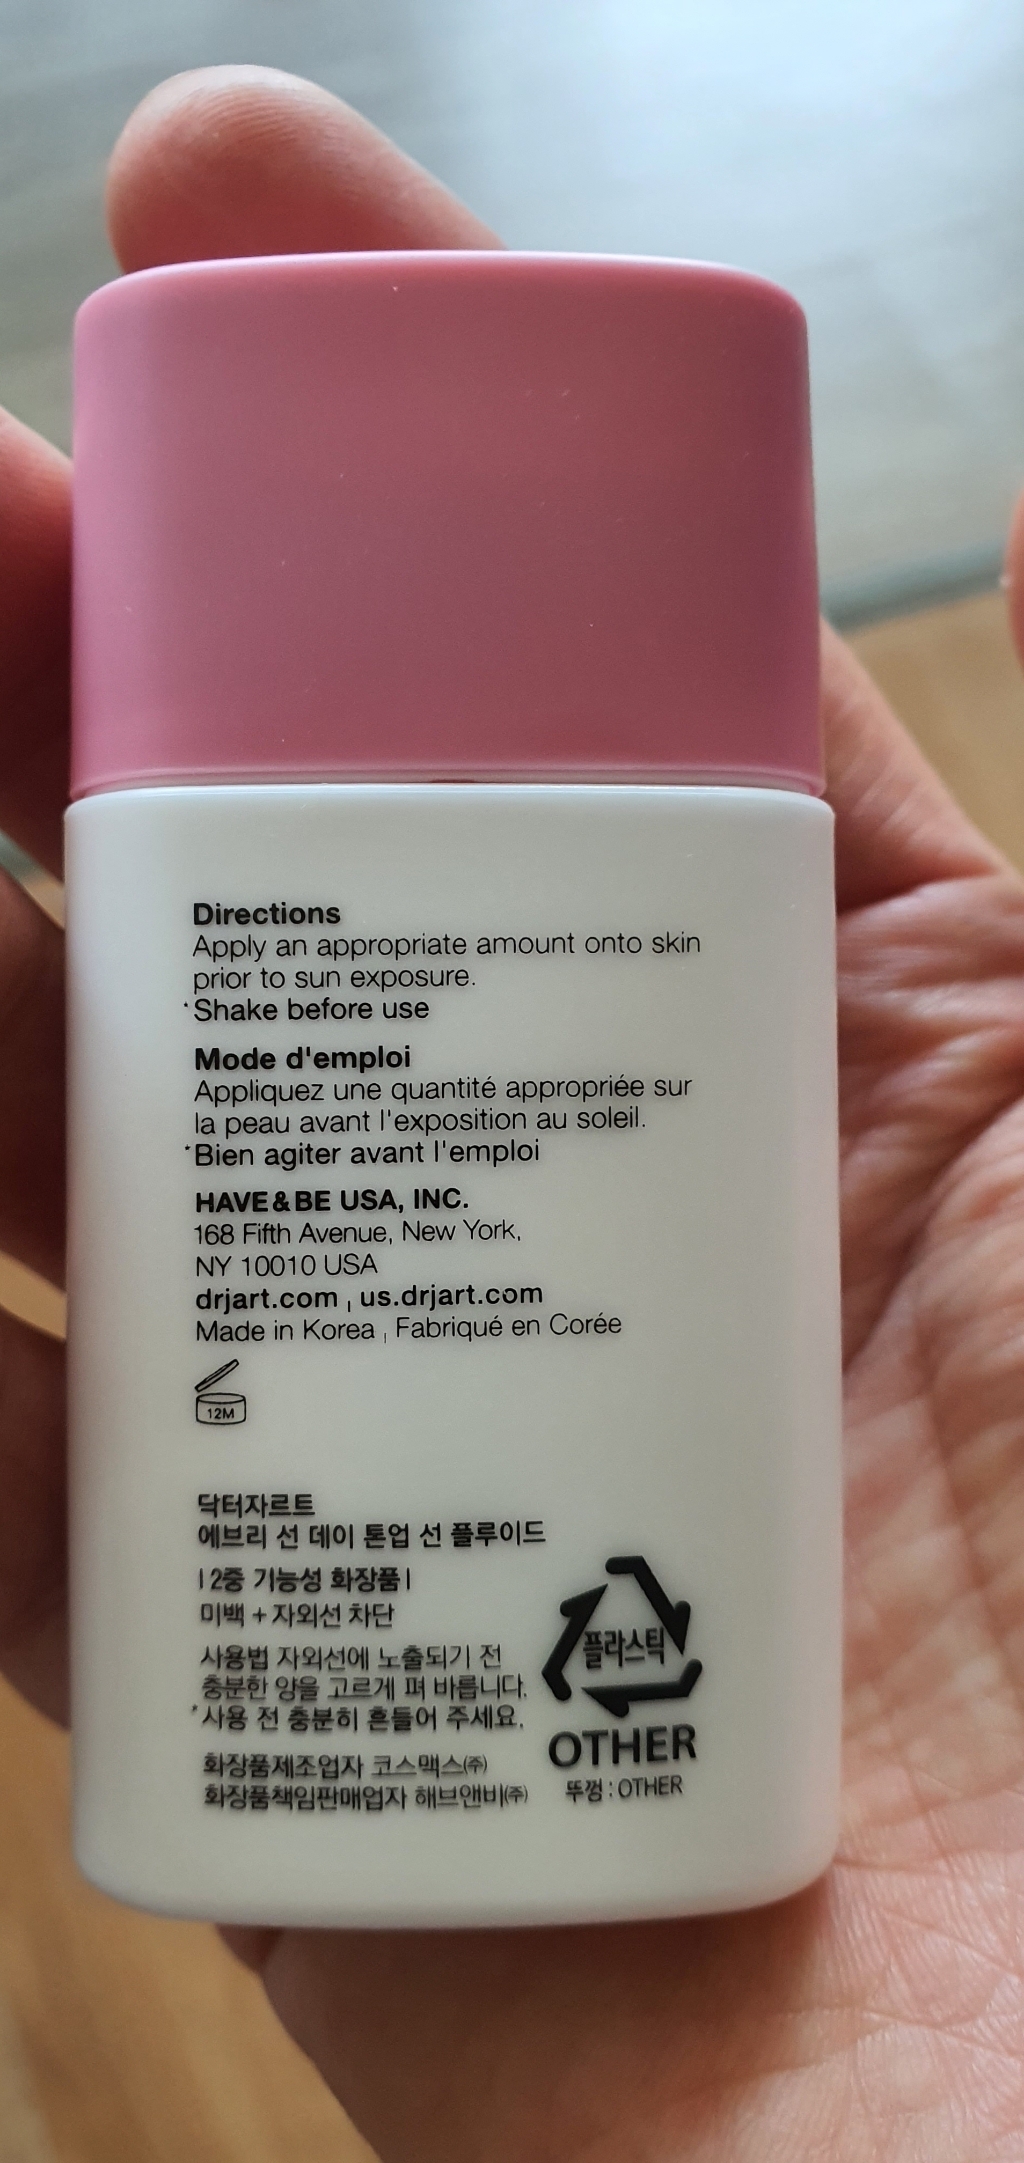 Directions
Apply an appropriate amount onto skin
prior to sun exposure.
*Shake before use
Mode d'emploi
Appliquez une quantité appropriée sur
la peau avant l'exposition au soleil.
*Bien agiter avant l'emploi
HAVE&BE USA, INC.
168 Fifth Avenue, New York,
NY 10010 USA
drjart.com | us.drjart.com
Made in Korea | Fabriqué en Corée
12M
닥터자르트
에브리 선 데이 톤업 선 플루이드
|2중 기능성 화장품|
미백 + 자외선 차단
사용법 자외선에 노출되기 전
충분한 양을 고르게 펴 바릅니다.
*사용 전 충분히 흔들어 주세요.
화장품제조업자 코스맥스㈜
화장품책임판매업자 해브앤비㈜
플라스틱
OTHER
뚜껑 : OTHER